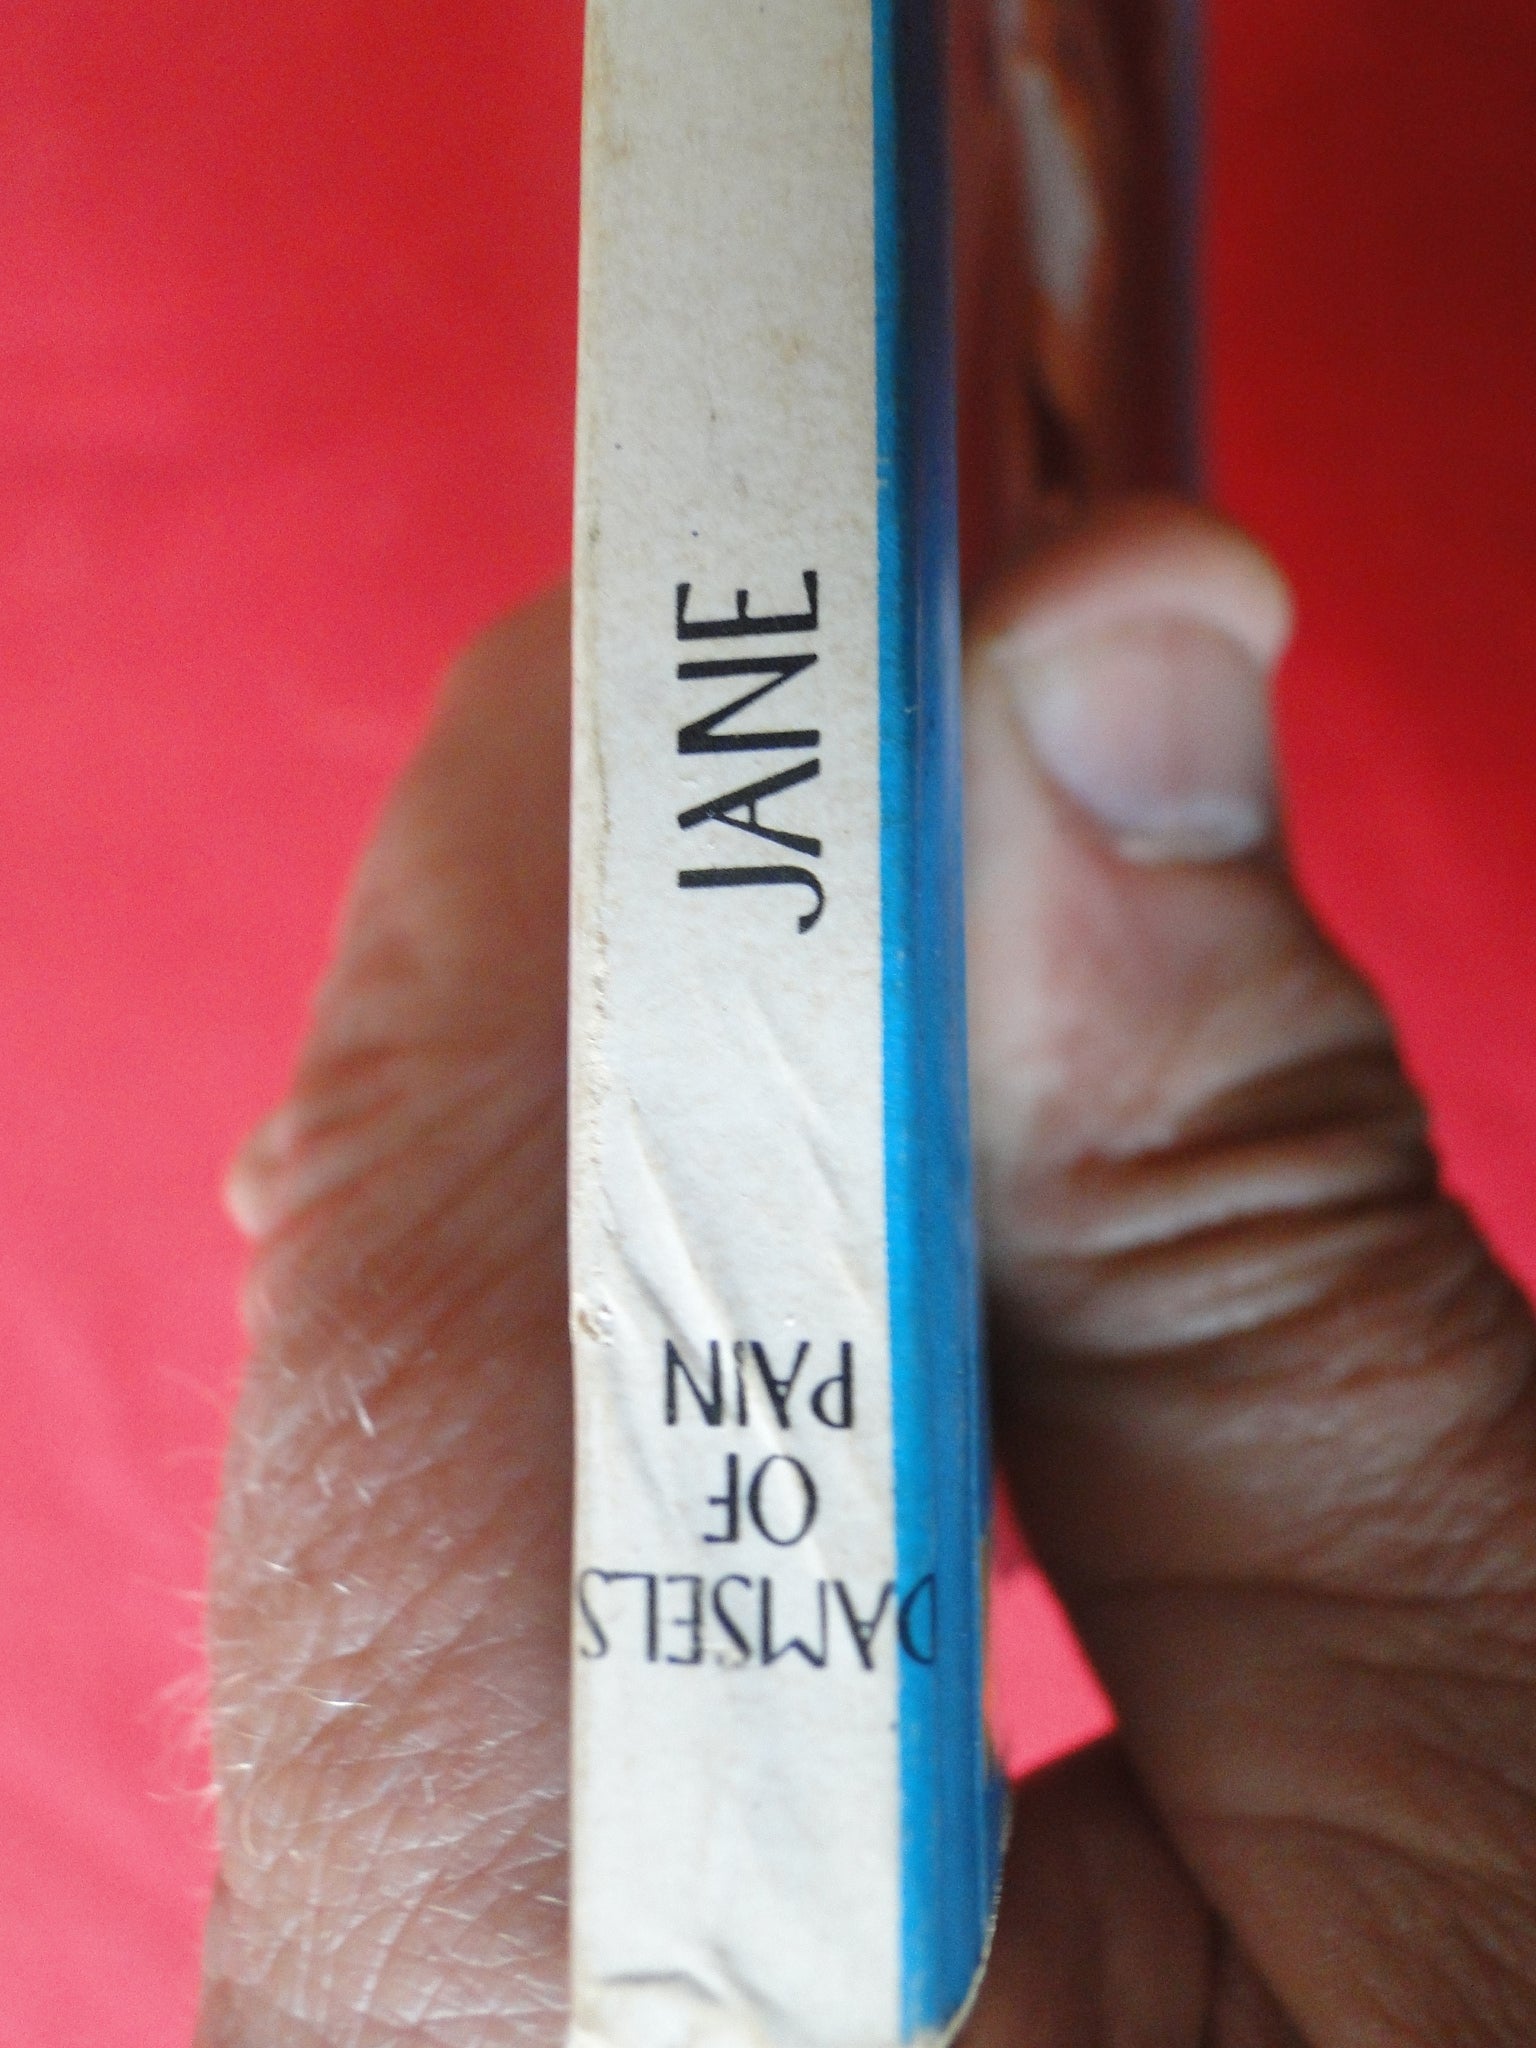 DAMSELS
OF
PAIN
JANE